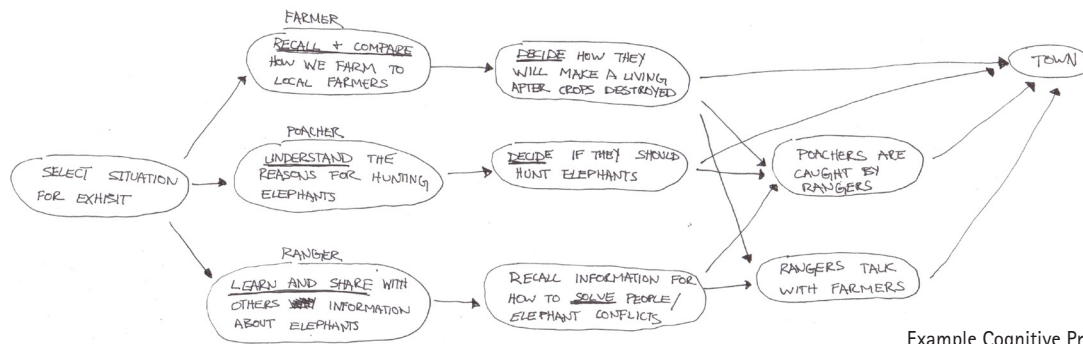 FARMER
RECALL + COMPARE
HOW WE FARM TO
LOCAL FARMERS
DECIDE HOW THEY
WILL MAKE A LIVING
AFTER CROPS DESTROYED
TOWN
POACHER
UNDERSTAND THE
REASONS FOR HUNTING
ELEPHANTS
DECIDE IF THEY SHOULD
HUNT ELEPHANTS
POACHERS ARE
CAUGHT BY
RANGERS
SELECT SITUATION
FOR EXHIBIT
RANGER
LEARN AND SHARE WITH
OTHERS INFORMATION
ABOUT ELEPHANTS
RECALL INFORMATION FOR
HOW TO SOLVE PEOPLE/
ELEPHANT CONFLICTS
RANGERS TALK
WITH FARMERS
Example Cognitive Pr